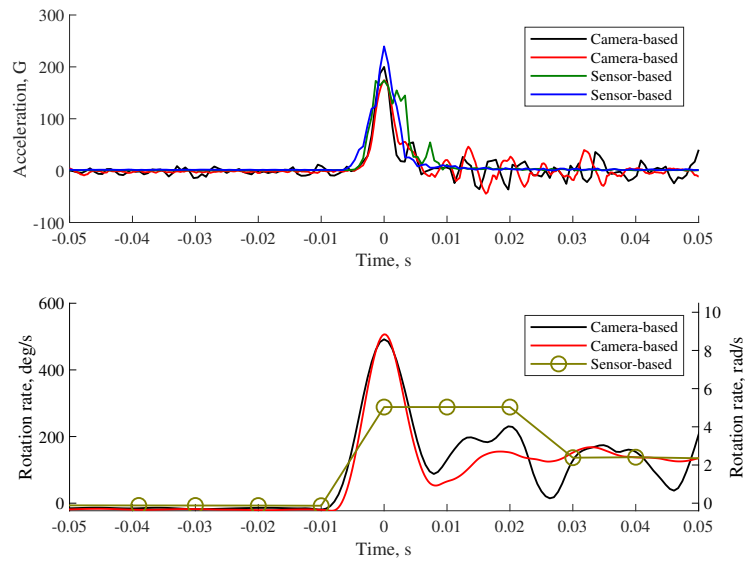 300
200
100
0
-100
Acceleration, G
Camera-based
Camera-based
Sensor-based
Sensor-based
-0.05 -0.04 -0.03 -0.02 -0.01 0 0.01 0.02 0.03 0.04 0.05
Time, s
600
400
200
0
Rotation rate, deg/s
Camera-based
Camera-based
Sensor-based
10
8
6
4
2
0
Rotation rate, rad/s
-0.05 -0.04 -0.03 -0.02 -0.01 0 0.01 0.02 0.03 0.04 0.05
Time, s